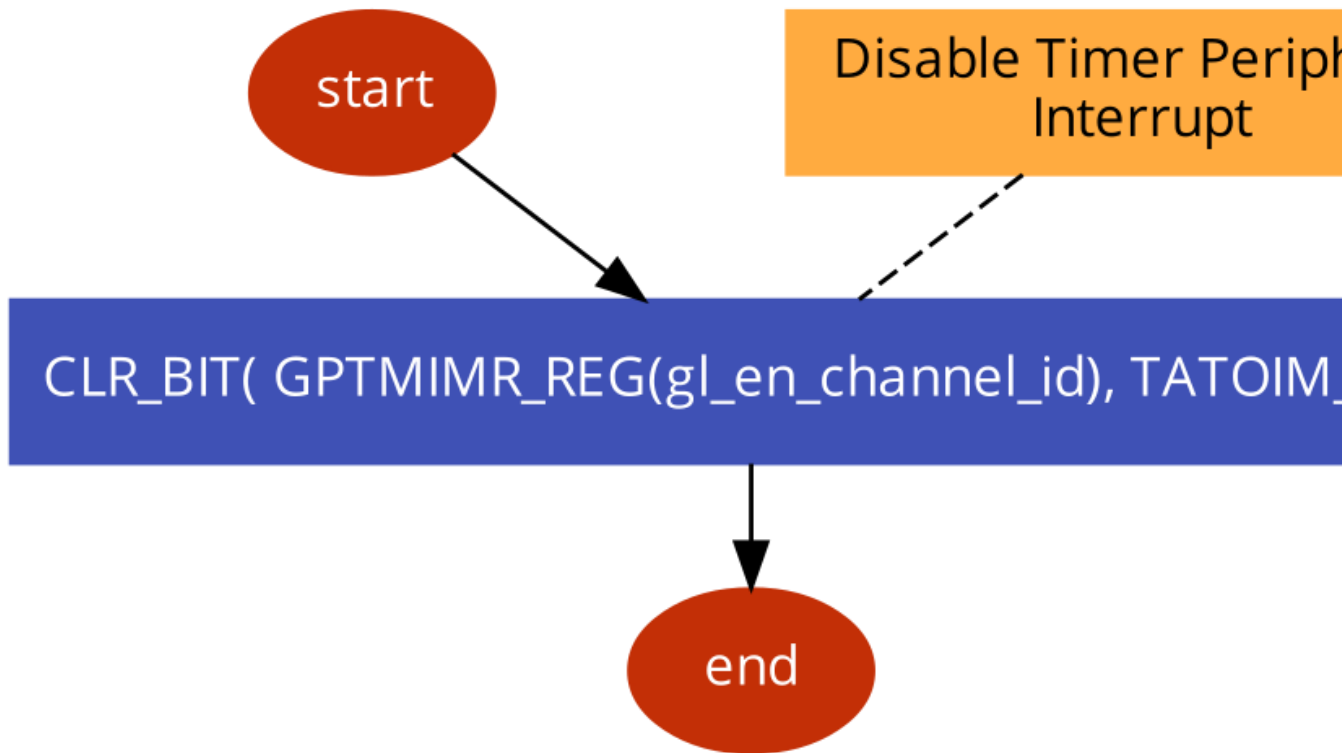 start
Disable Timer Periph
Interrupt
CLR_BIT( GPTMIMR_REG(gl_en_channel_id), TATOIM_
end